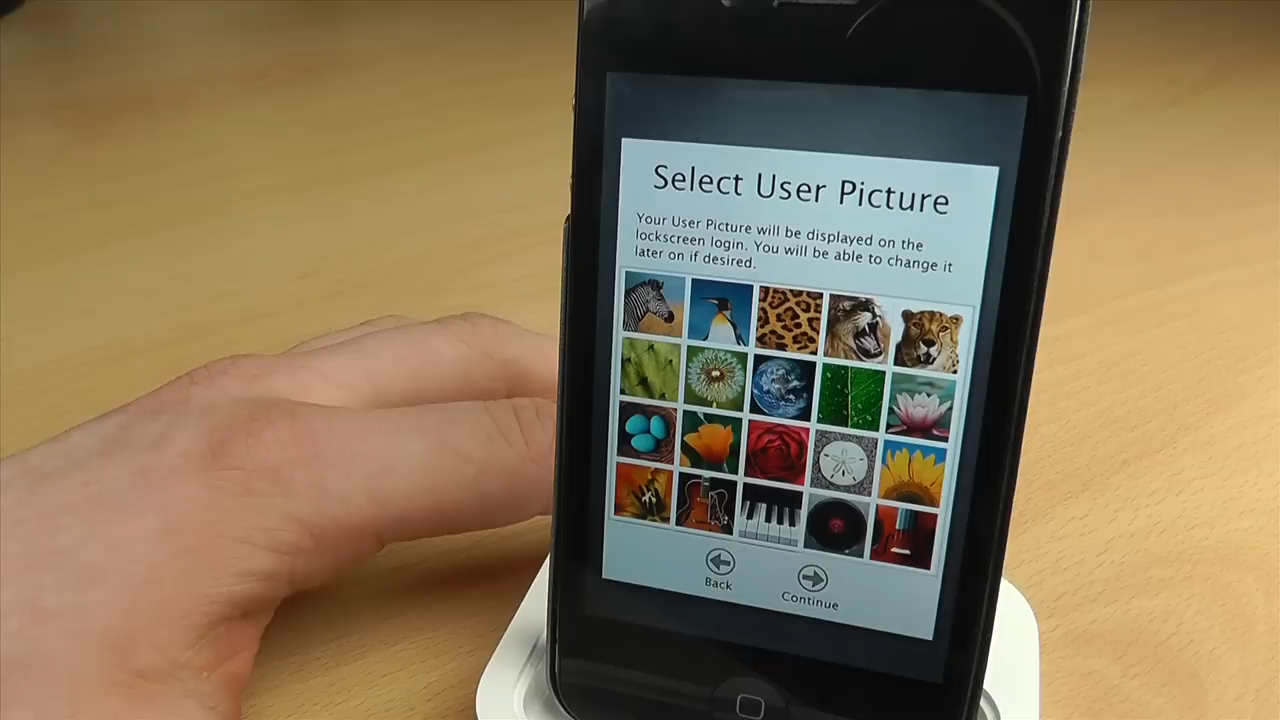 Select User Picture
Your User Picture will be displayed on the
lockscreen login. You will be able to change it
later on if desired.
Back
Continue